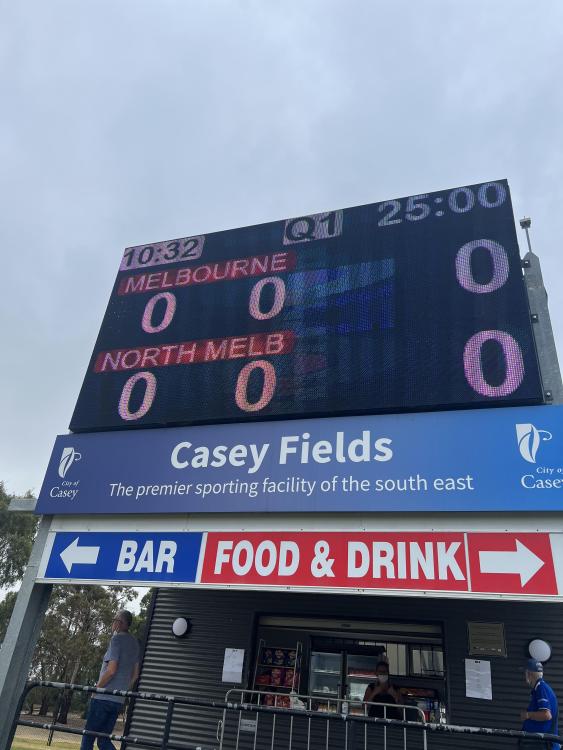 10:32 Q1 25:00
MELBOURNE
0 0 0
NORTH MELB
0 0 0
Casey Fields
The premier sporting facility of the south east
City of
Casey
City of
Casey
BAR FOOD & DRINK